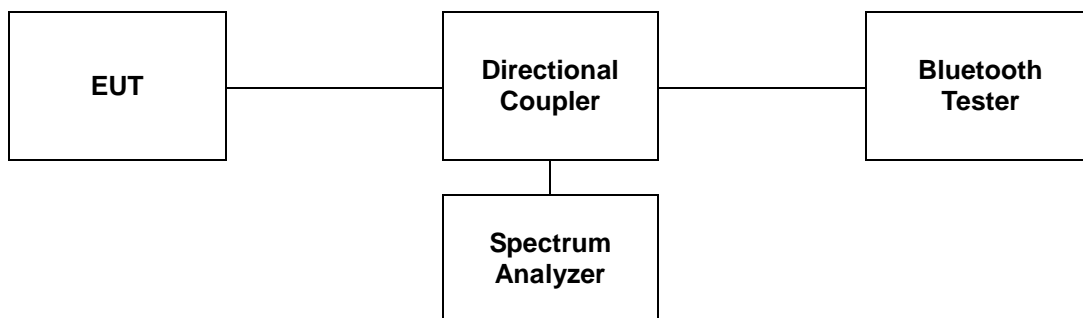 EUT
Directional
Coupler
Bluetooth
Tester
Spectrum
Analyzer